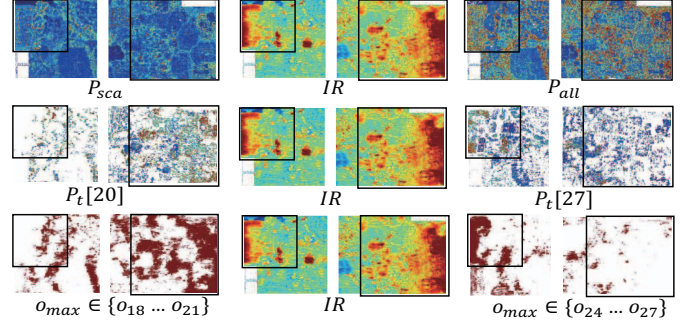 P_sca IR P_all
P_t[20] IR P_t[27]
o_max ∈ {o_18 … o_21} IR o_max ∈ {o_24 … o_27}